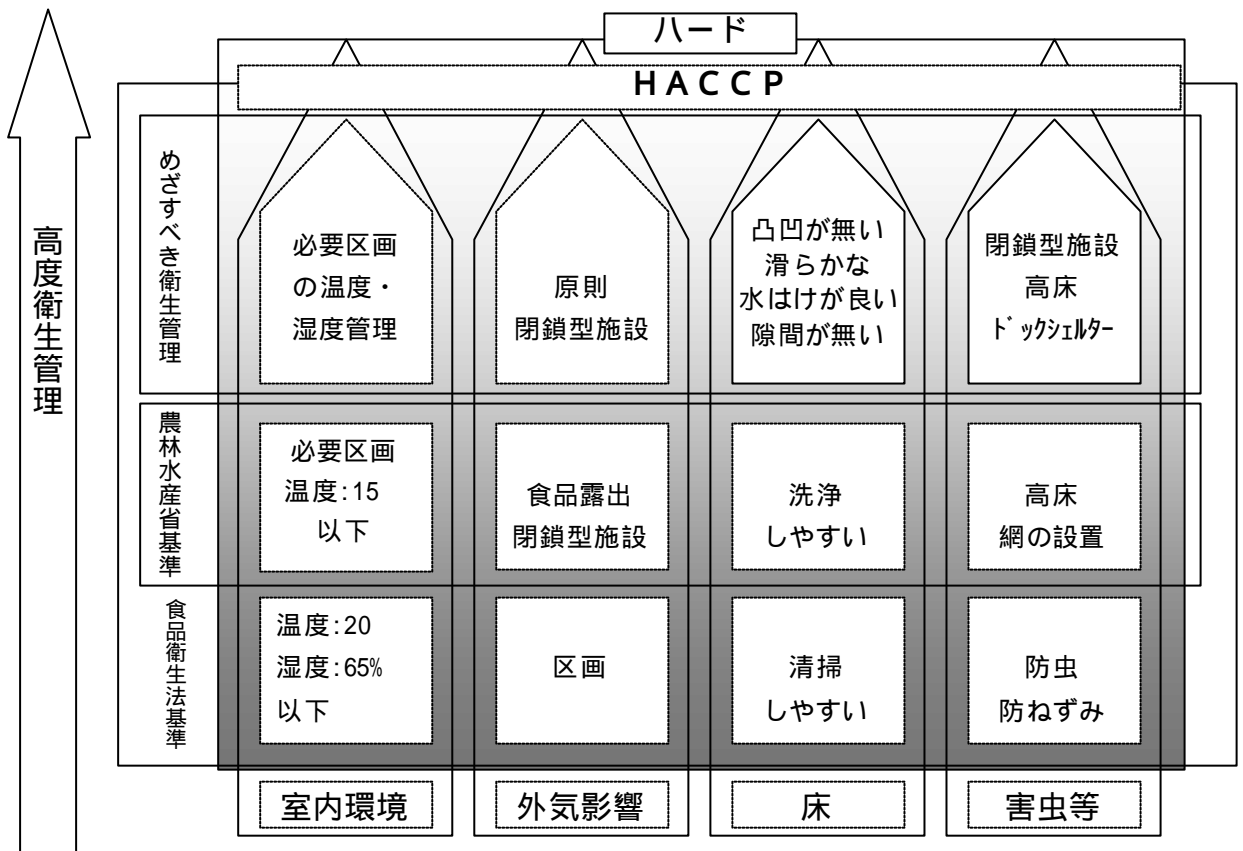 ハード
HACCP
高度衛生管理
めざすべき衛生管理
必要区画
の温度・
湿度管理
原則
閉鎖型施設
凸凹が無い
滑らかな
水はけが良い
隙間が無い
閉鎖型施設
高床
ﾄﾞｯｸｼｪﾙﾀｰ
農林水産省基準
必要区画
温度:15
以下
食品露出
閉鎖型施設
洗浄
しやすい
高床
網の設置
食品衛生法基準
温度:20
湿度:65%
以下
区画
清掃
しやすい
防虫
防ねずみ
室内環境
外気影響
床
害虫等